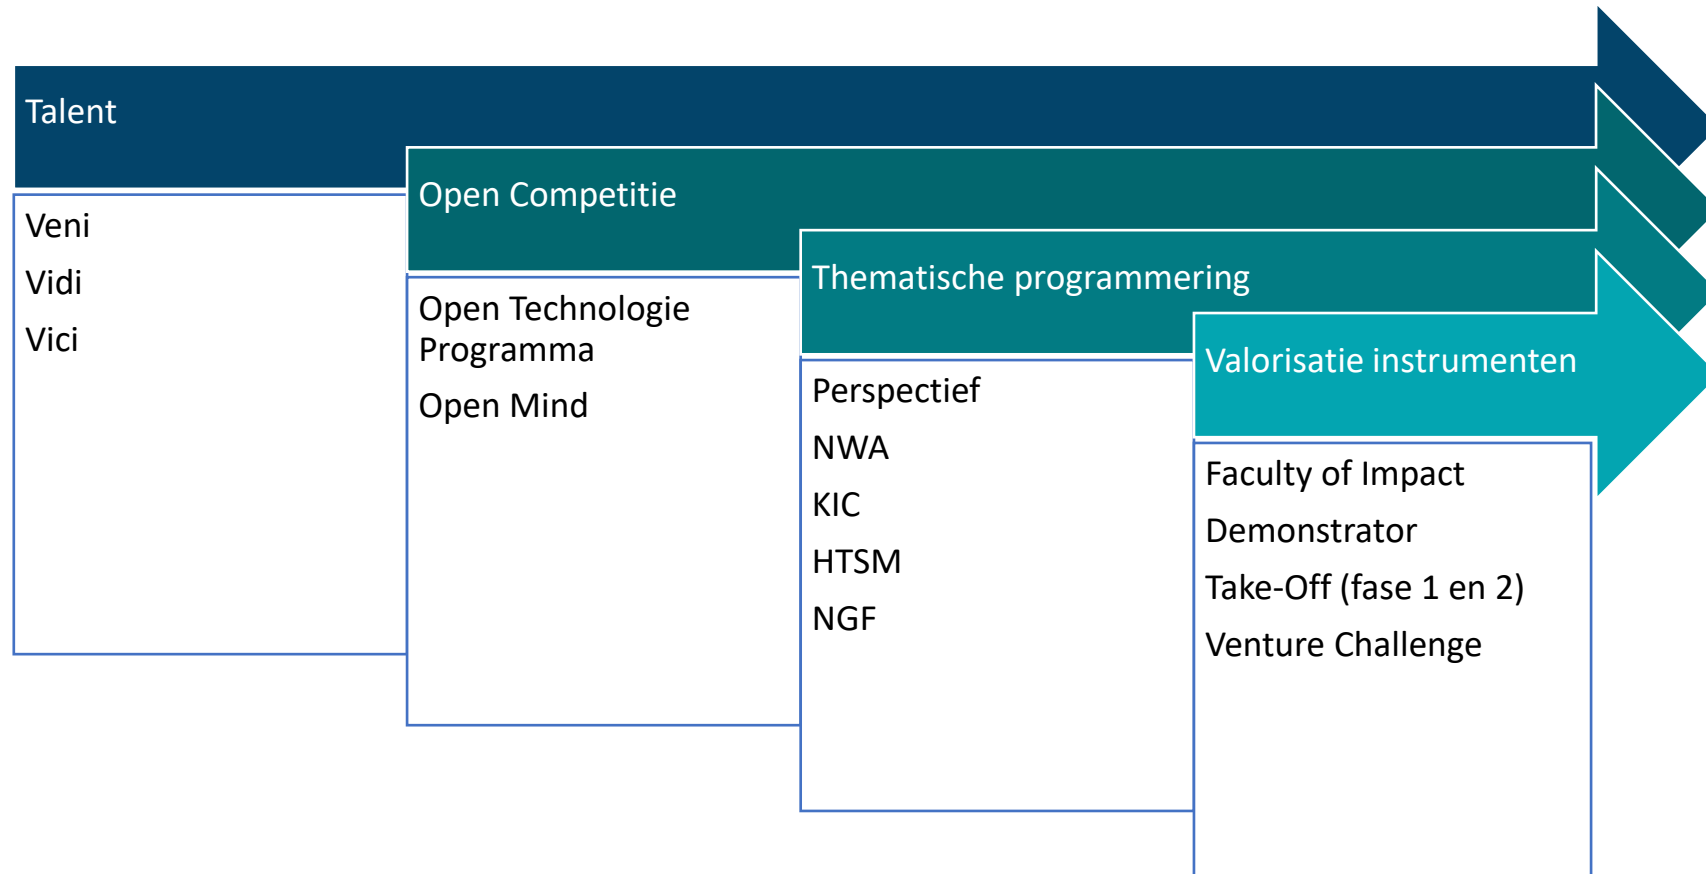 Talent
Veni
Vidi
Vici
Open Competitie
Open Technologie
Programma
Open Mind
Thematische programmering
Perspectief
NWA
KIC
HTSM
NGF
Valorisatie instrumenten
Faculty of Impact
Demonstrator
Take-Off (fase 1 en 2)
Venture Challenge